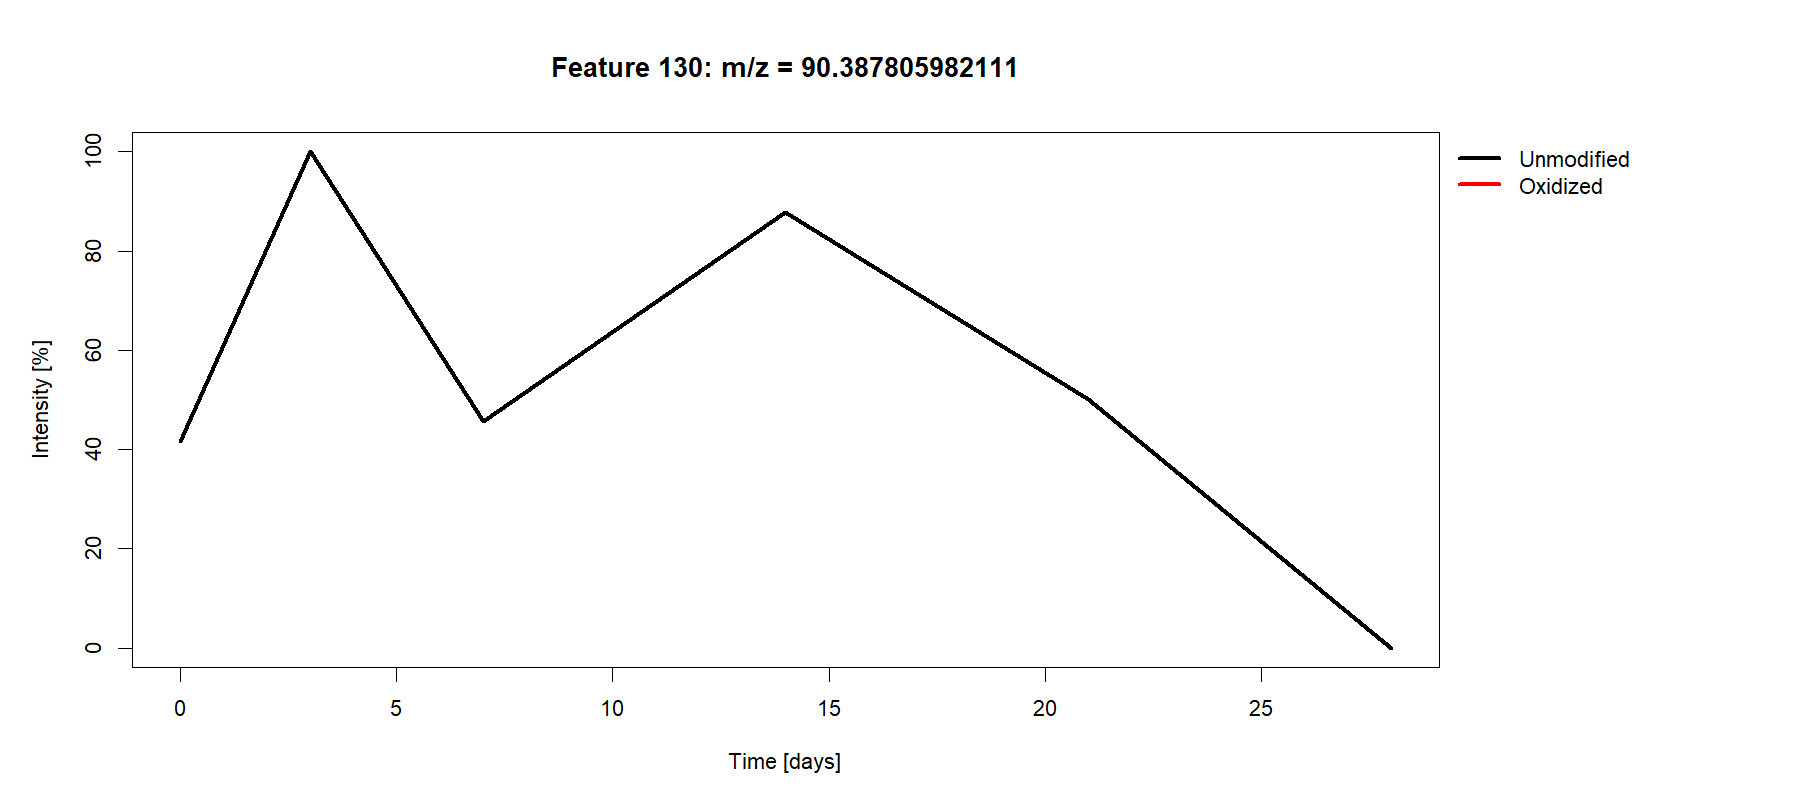 Feature 130: m/z = 90.387805982111
Unmodified
Oxidized
Intensity [%]
100
80
60
40
20
0
0 5 10 15 20 25
Time [days]